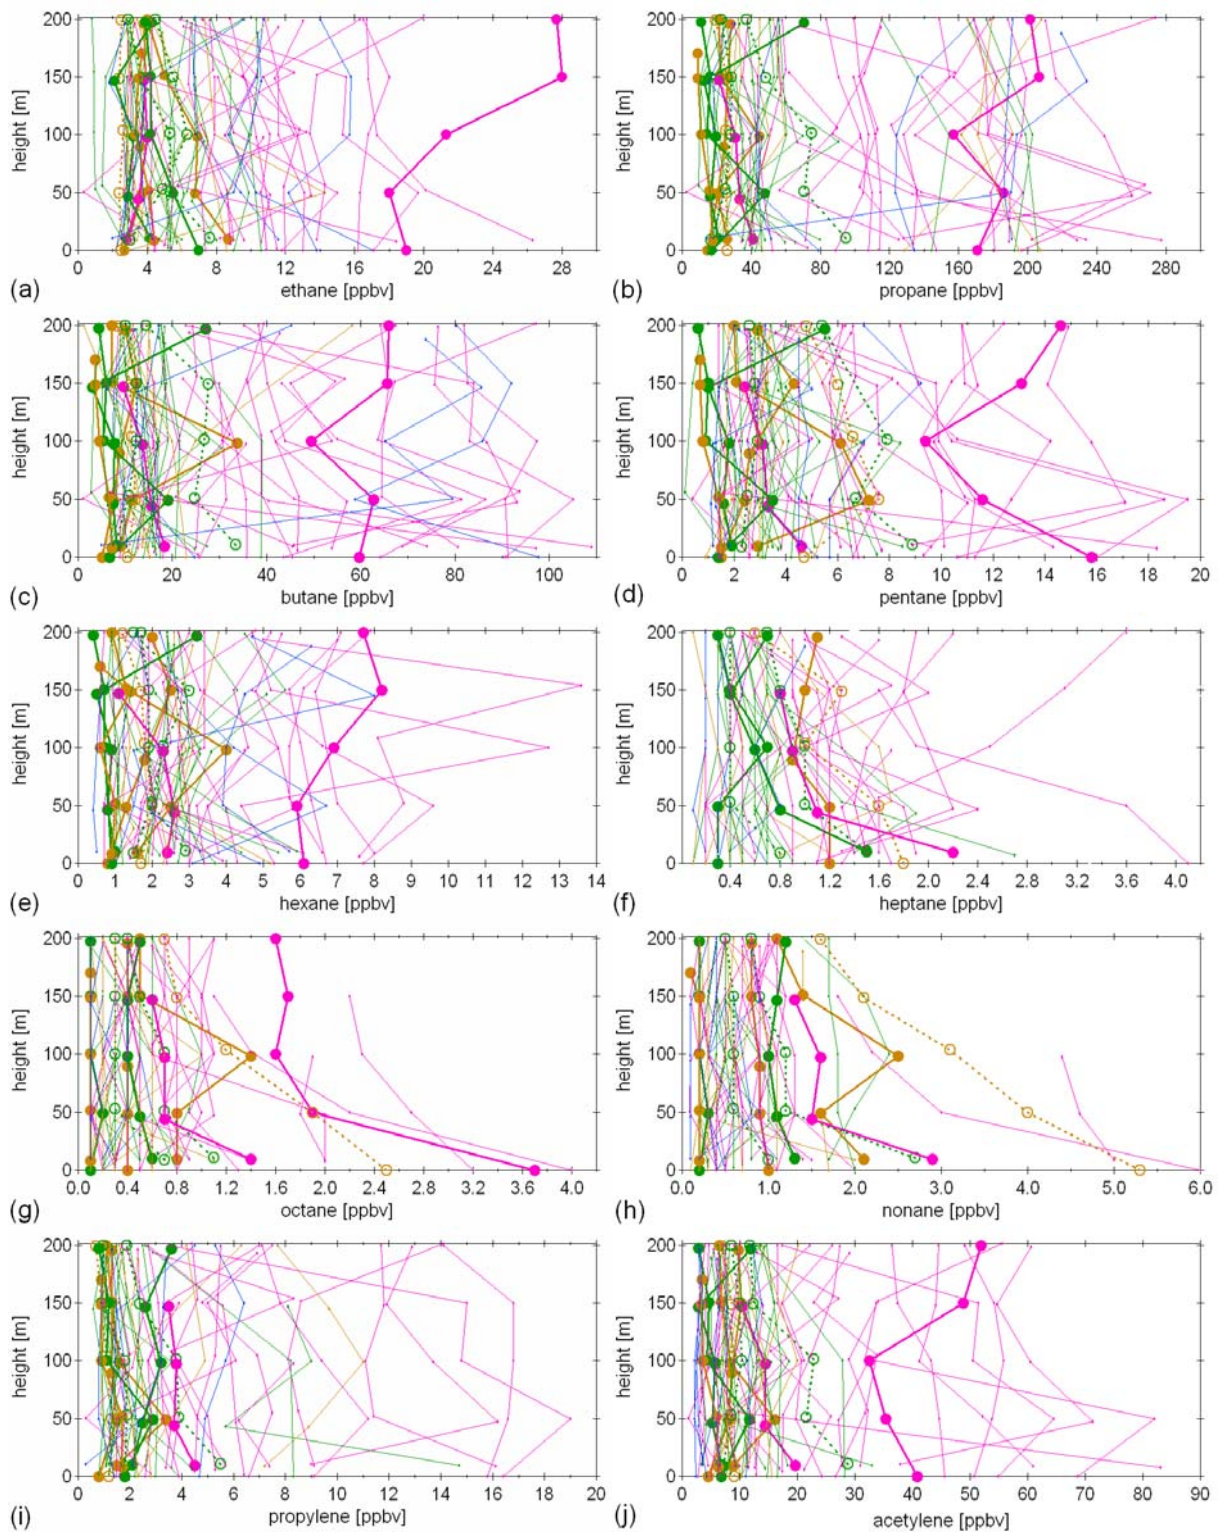 200 200
150 150
100 100
50 50
0 0
height [m] height [m]
0 4 8 12 16 20 24 28 0 40 80 120 160 200 240 280
(a) ethane [ppbv] (b) propane [ppbv]
200 200
150 150
100 100
50 50
0 0
height [m] height [m]
0 20 40 60 80 100 0 2 4 6 8 10 12 14 16 18 20
(c) butane [ppbv] (d) pentane [ppbv]
200 200
150 150
100 100
50 50
0 0
height [m] height [m]
0 1 2 3 4 5 6 7 8 9 10 11 12 13 14 0.4 0.8 1.2 1.6 2.0 2.4 2.8 3.2 3.6 4.0
(e) hexane [ppbv] (f) heptane [ppbv]
200 200
150 150
100 100
50 50
0 0
height [m] height [m]
0.0 0.4 0.8 1.2 1.6 2.0 2.4 2.8 3.2 3.6 4.0 0.0 1.0 2.0 3.0 4.0 5.0 6.0
(g) octane [ppbv] (h) nonane [ppbv]
200 200
150 150
100 100
50 50
0 0
height [m] height [m]
0 2 4 6 8 10 12 14 16 18 20 0 10 20 30 40 50 60 70 80 90
(i) propylene [ppbv] (j) acetylene [ppbv]